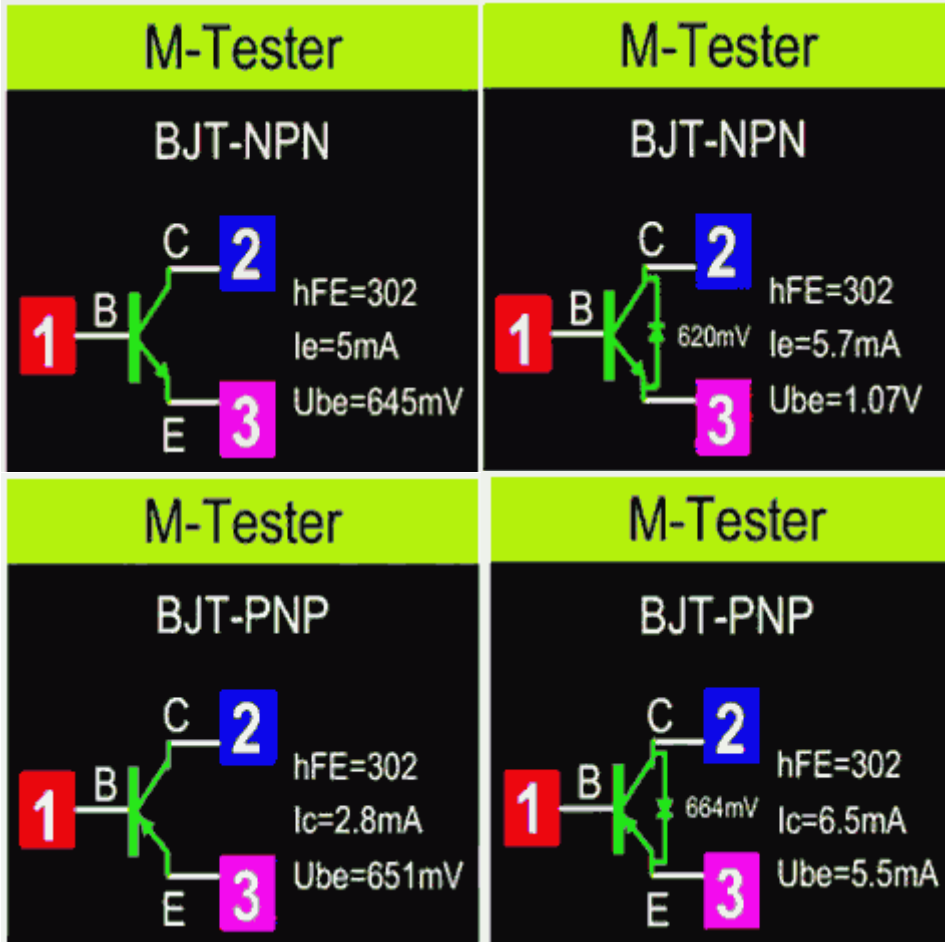 M-Tester
BJT-NPN
C
2
1
B
hFE=302
Ie=5mA
Ube=645mV
3
E
M-Tester
BJT-NPN
C
2
1
B
620mV
hFE=302
Ie=5.7mA
Ube=1.07V
3
M-Tester
BJT-PNP
C
2
1
B
hFE=302
Ic=2.8mA
Ube=651mV
3
E
M-Tester
BJT-PNP
C
2
1
B
664mV
hFE=302
Ic=6.5mA
Ube=5.5mA
3
E